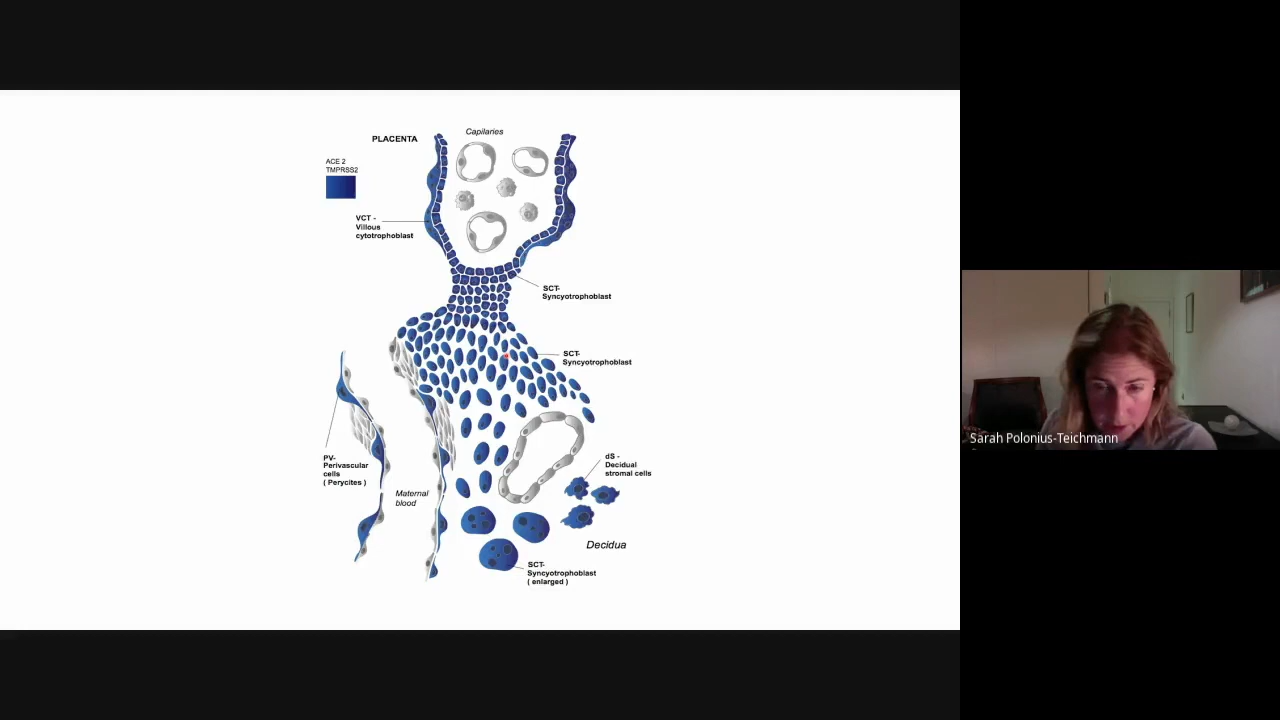 PLACENTA
Capilaries
ACE 2
TMPRSS2
VCT -
Villous
cytotrophoblast
SCT-
Syncyotrophoblast
SCT-
Syncyotrophoblast
PV-
Perivascular
cells
( Perycites )
Maternal
blood
dS -
Decidual
stromal cells
Decidua
SCT-
Syncyotrophoblast
( enlarged )
Sarah Polonius-Teichmann